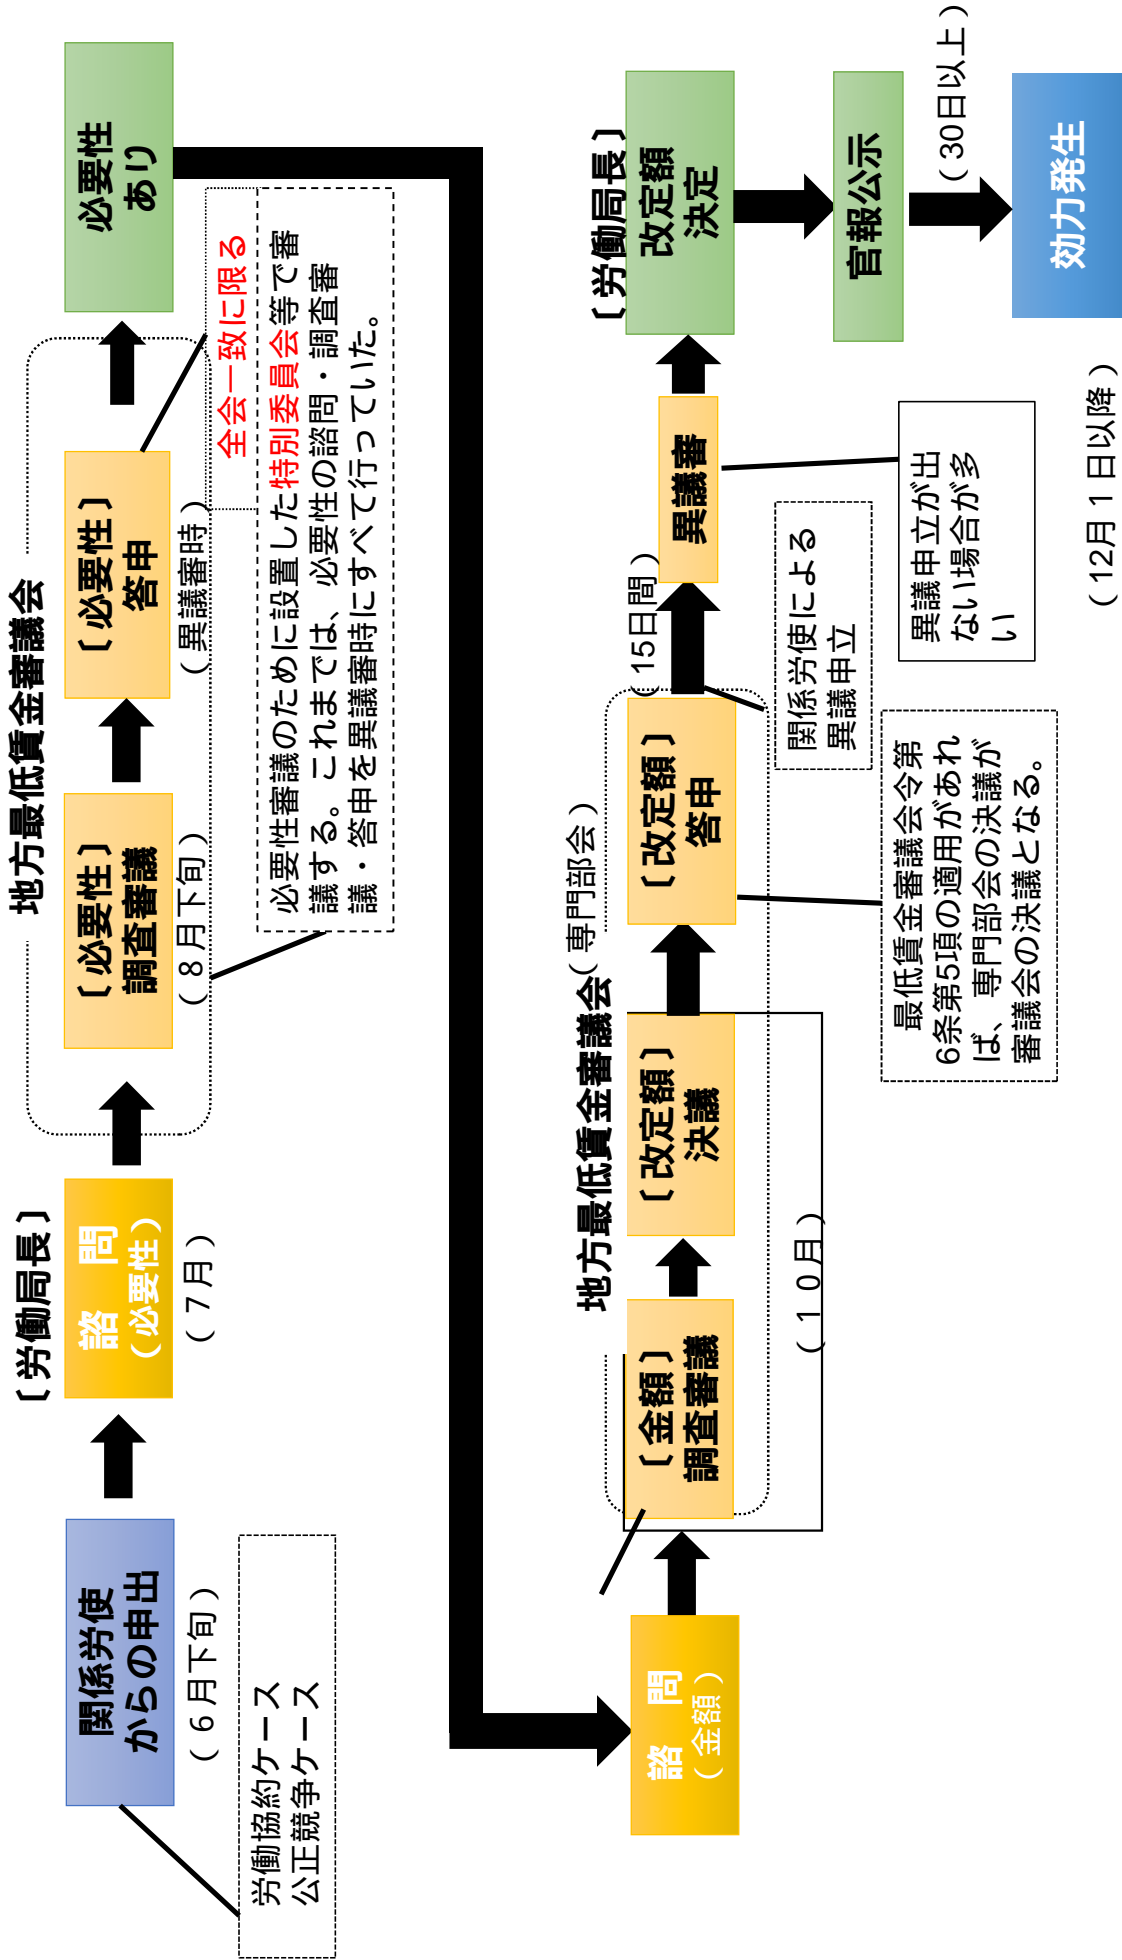 地方最低賃金審議会
〔労働局長〕
関係労使
からの申出
(6月下旬)
労働協約ケース
公正競争ケース
諮 問
(必要性)
(7月)
〔必要性〕
調査審議
(8月下旬)
〔必要性〕
答申
(異議審時)
必要性
あり
全会一致に限る
必要性審議のために設置した特別委員会等で審
議する。これまでは、必要性の諮問・調査審
議・答申を異議審時にすべて行っていた。
地方最低賃金審議会(専門部会)
〔労働局長〕
諮 問
(金額)
〔金額〕
調査審議
〔改定額〕
決議
(10月)
〔改定額〕
答申
(15日間)
異議審
改定額
決定
官報公示
(30日以上)
効力発生
(12月1日以降)
関係労使による
異議申立
異議申立が出
ない場合が多
い
最低賃金審議会令第
6条第5項の適用があれ
ば、専門部会の決議が
審議会の決議となる。